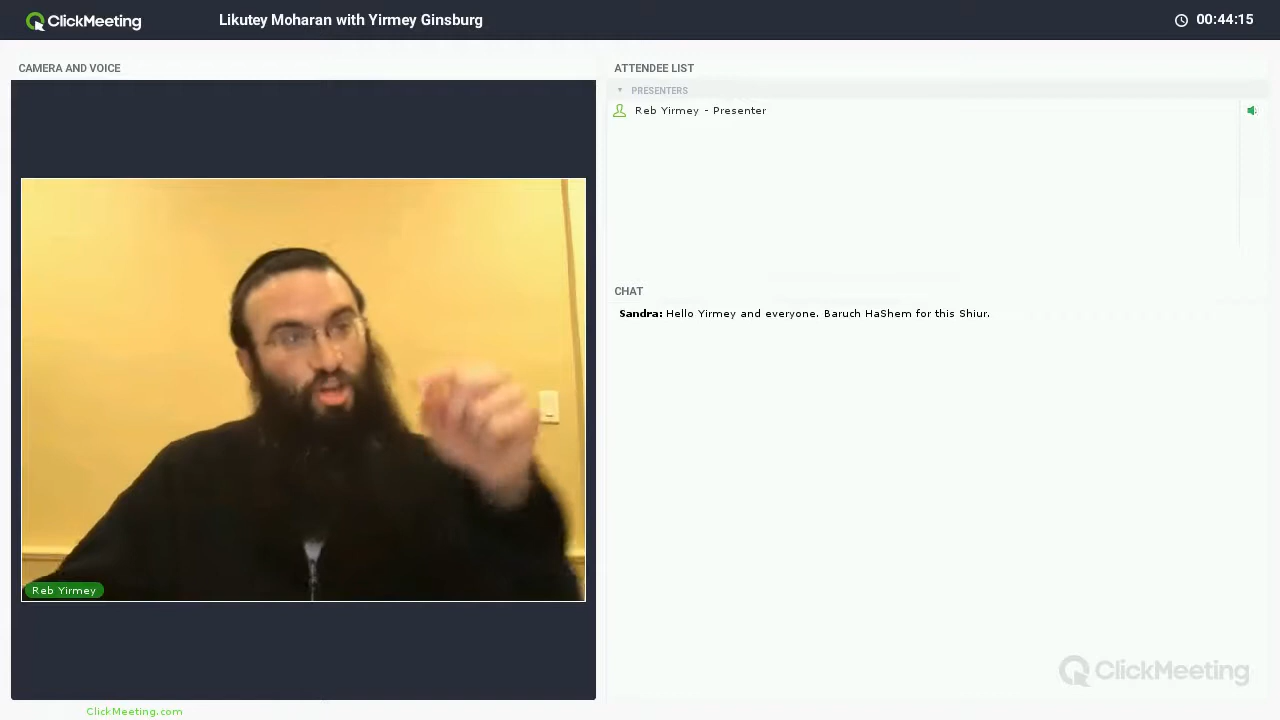 ClickMeeting
Likutey Moharan with Yirmey Ginsburg
00:44:15
CAMERA AND VOICE
Reb Yirmey
ATTENDEE LIST
PRESENTERS
Reb Yirmey - Presenter
CHAT
Sandra: Hello Yirmey and everyone. Baruch HaShem for this Shiur.
ClickMeeting
ClickMeeting.com